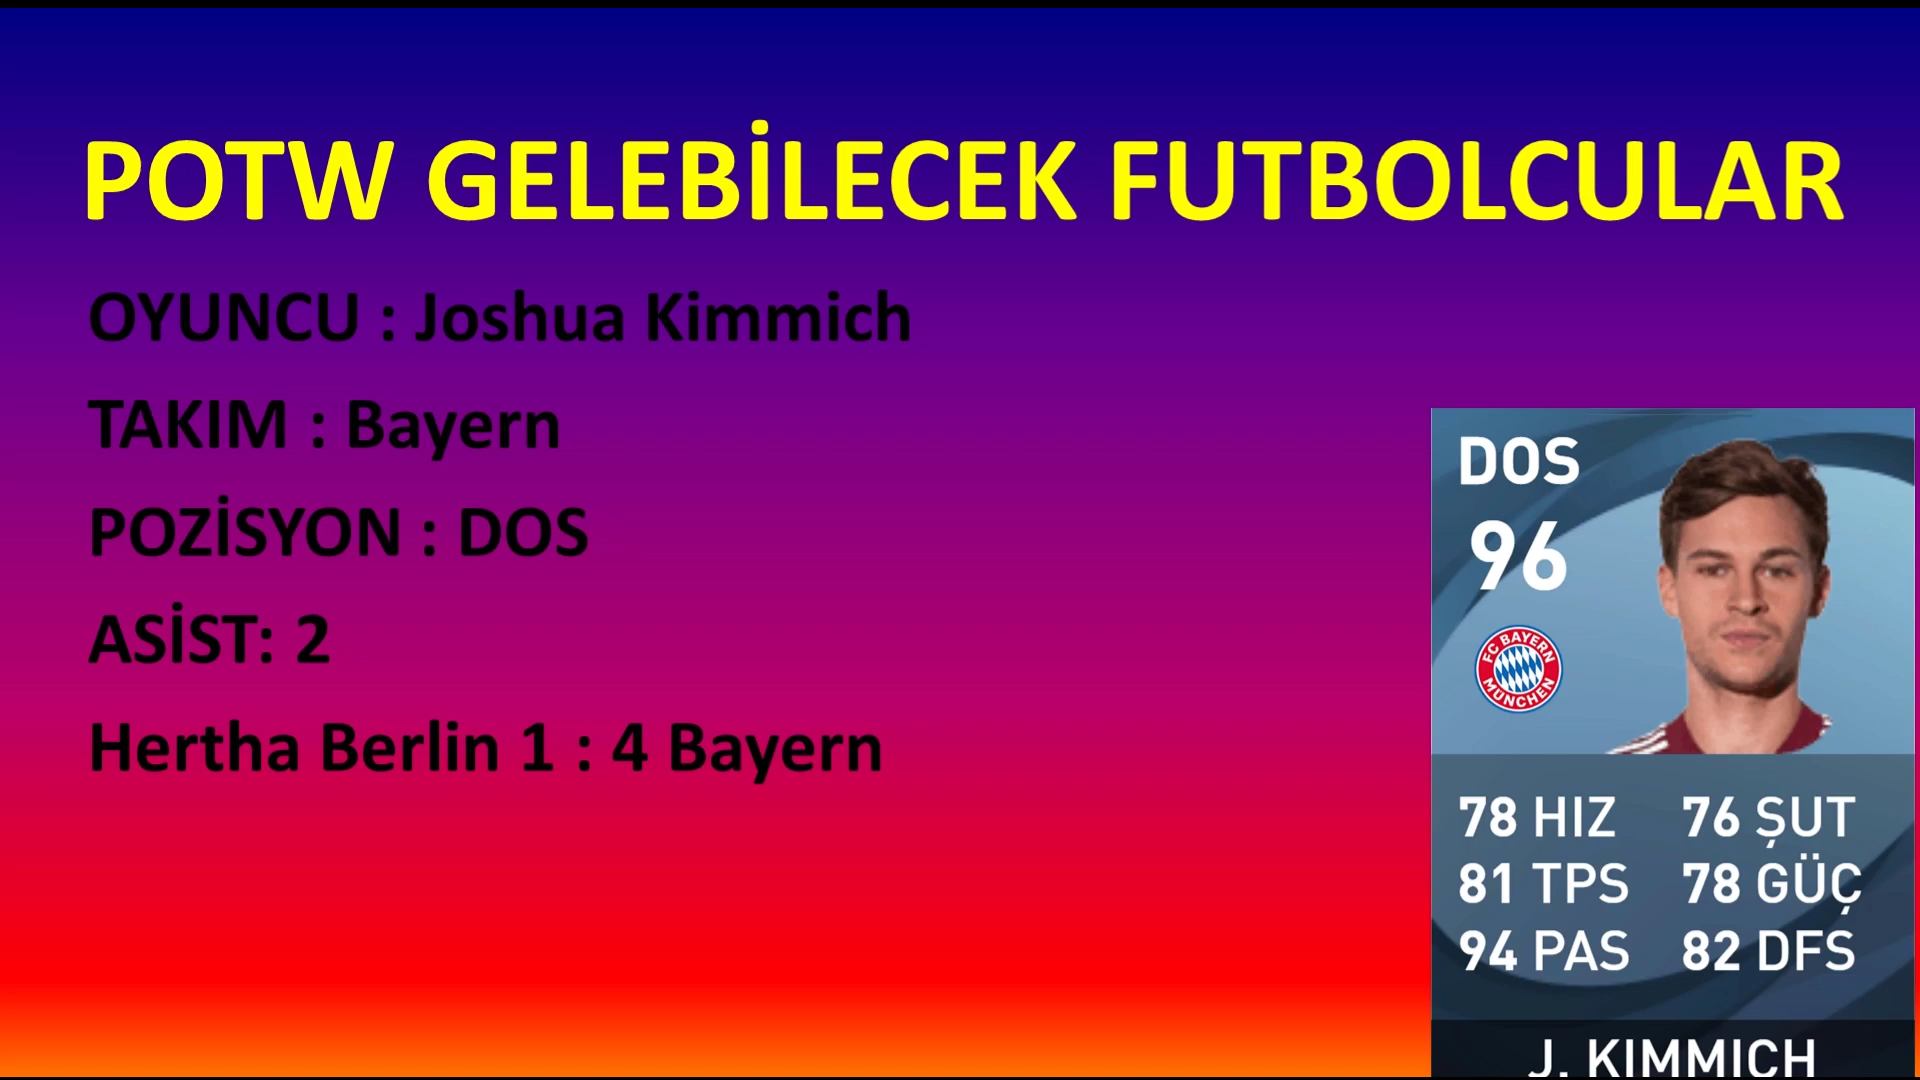 POTW GELEBİLECEK FUTBOLCULAR
OYUNCU : Joshua Kimmich
TAKIM : Bayern
POZİSYON : DOS
ASİST: 2
Hertha Berlin 1 : 4 Bayern
DOS
96
FC BAYERN
MÜNCHEN
78 HIZ 76 ŞUT
81 TPS 78 GÜÇ
94 PAS 82 DFS
J. KIMMICH